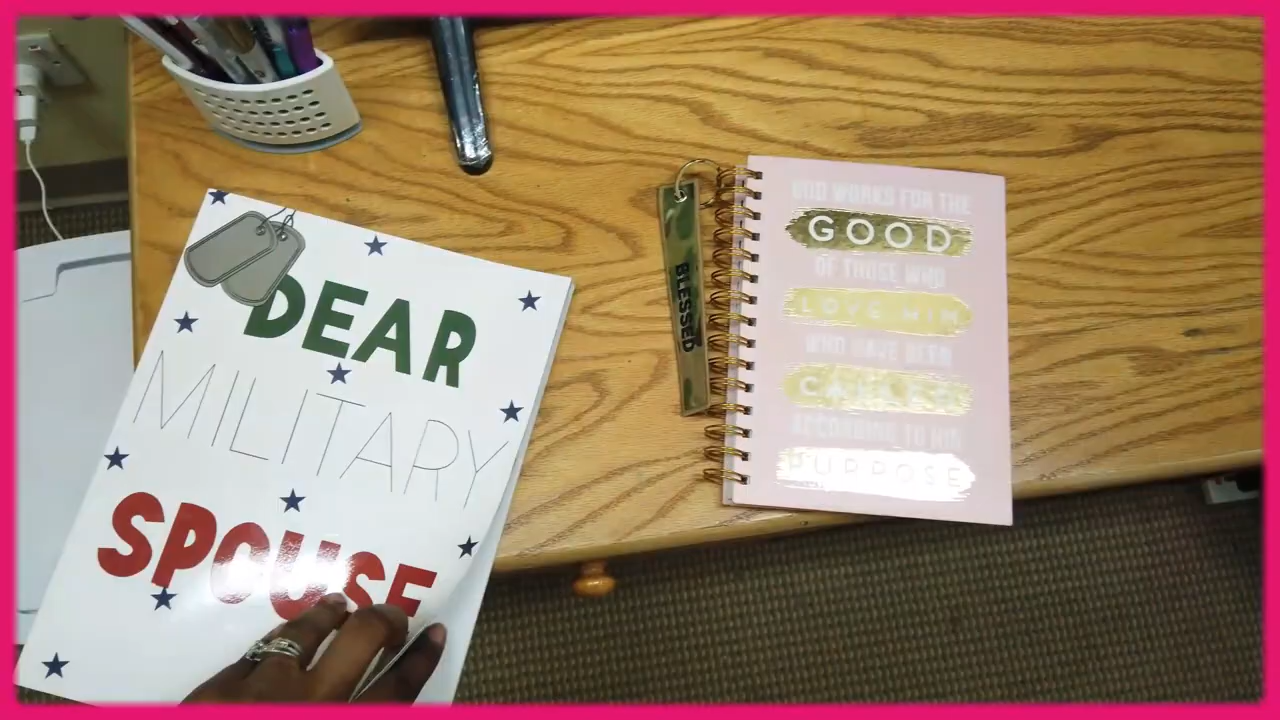 DEAR
MILITARY
SPOUSE
BLESSED
GOD WORKS FOR THE
GOOD
OF THOSE WHO
LOVE HIM
WHO HAVE BEEN
CALLED
ACCORDING TO HIS
PURPOSE